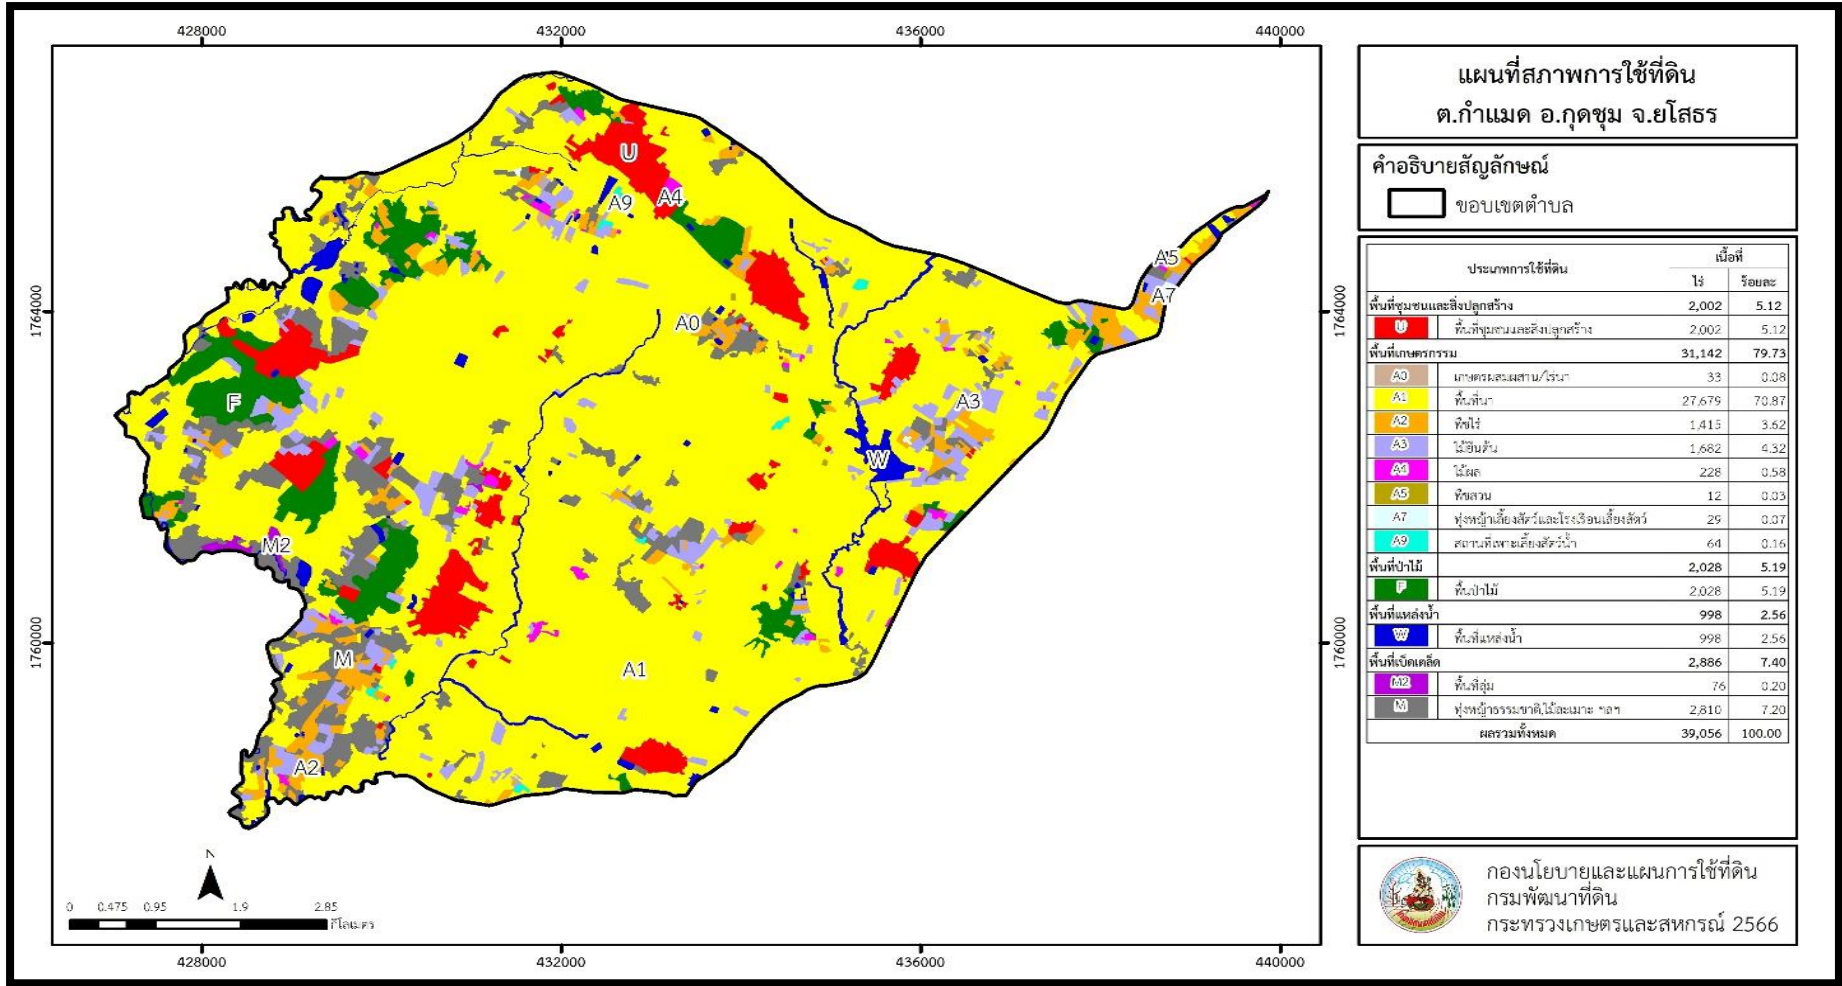 428000 432000 436000 440000
แผนที่สภาพการใช้ที่ดิน
ต.กำแมด อ.กุดชุม จ.ยโสธร
คำอธิบายสัญลักษณ์
ขอบเขตตำบล
ประเภทการใช้ที่ดิน เนื้อที่
ไร่ ร้อยละ
พื้นที่ชุมชนและสิ่งปลูกสร้าง 2,002 5.12
U พื้นที่ชุมชนและสิ่งปลูกสร้าง 2,002 5.12
พื้นที่เกษตรกรรม 31,142 79.73
A0 เกษตรผสมผสาน/ไร่นา 33 0.08
A1 พื้นที่นา 27,679 70.87
A2 พืชไร่ 1,415 3.62
A3 ไม้ยืนต้น 1,682 4.32
A4 ไม้ผล 228 0.58
A5 พืชสวน 12 0.03
A7 ทุ่งหญ้าเลี้ยงสัตว์และโรงเรือนเลี้ยงสัตว์ 29 0.07
A9 สถานที่เพาะเลี้ยงสัตว์น้ำ 64 0.16
พื้นที่ป่าไม้ 2,028 5.19
F พื้นป่าไม้ 2,028 5.19
พื้นที่แหล่งน้ำ 998 2.56
W พื้นที่แหล่งน้ำ 998 2.56
พื้นที่เบ็ดเตล็ด 2,886 7.40
M2 พื้นที่ลุ่ม 76 0.20
M ทุ่งหญ้าธรรมชาติ,ไม้ละเมาะ ฯลฯ 2,810 7.20
ผลรวมทั้งหมด 39,056 100.00
กองนโยบายและแผนการใช้ที่ดิน
กรมพัฒนาที่ดิน
กระทรวงเกษตรและสหกรณ์ 2566
U
A4
A9
A5
A7
1764000 1764000
A0
F
A3
W
M2
1760000 1760000
M
A1
A2
N
0 0.475 0.95 1.9 2.85
กิโลเมตร
428000 432000 436000 440000